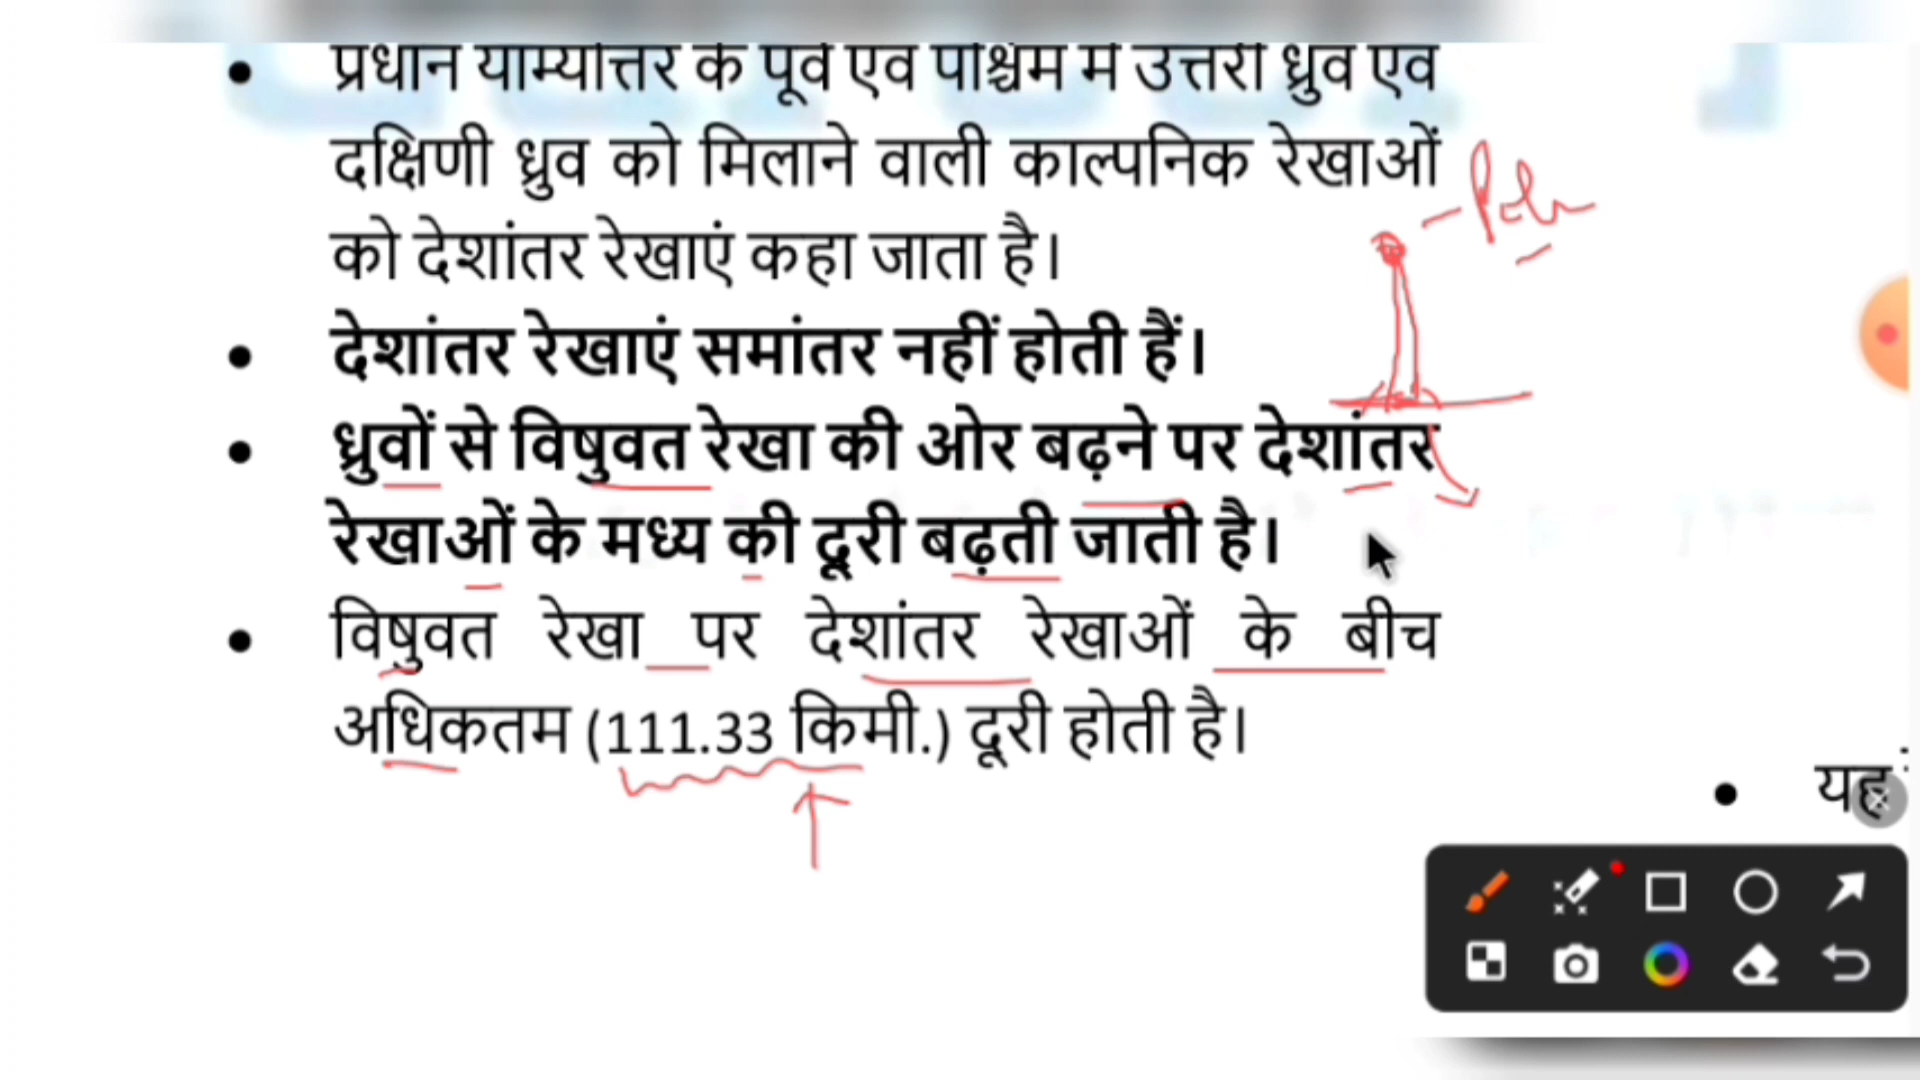 • प्रधान याम्योत्तर के पूर्व एवं पश्चिम में उत्तरी ध्रुव एवं
दक्षिणी ध्रुव को मिलाने वाली काल्पनिक रेखाओं
को देशांतर रेखाएं कहा जाता है।
• देशांतर रेखाएं समांतर नहीं होती हैं।
• ध्रुवों से विषुवत रेखा की ओर बढ़ने पर देशांतर
रेखाओं के मध्य की दूरी बढ़ती जाती है।
• विषुवत रेखा पर देशांतर रेखाओं के बीच
अधिकतम (111.33 किमी.) दूरी होती है।
• यह